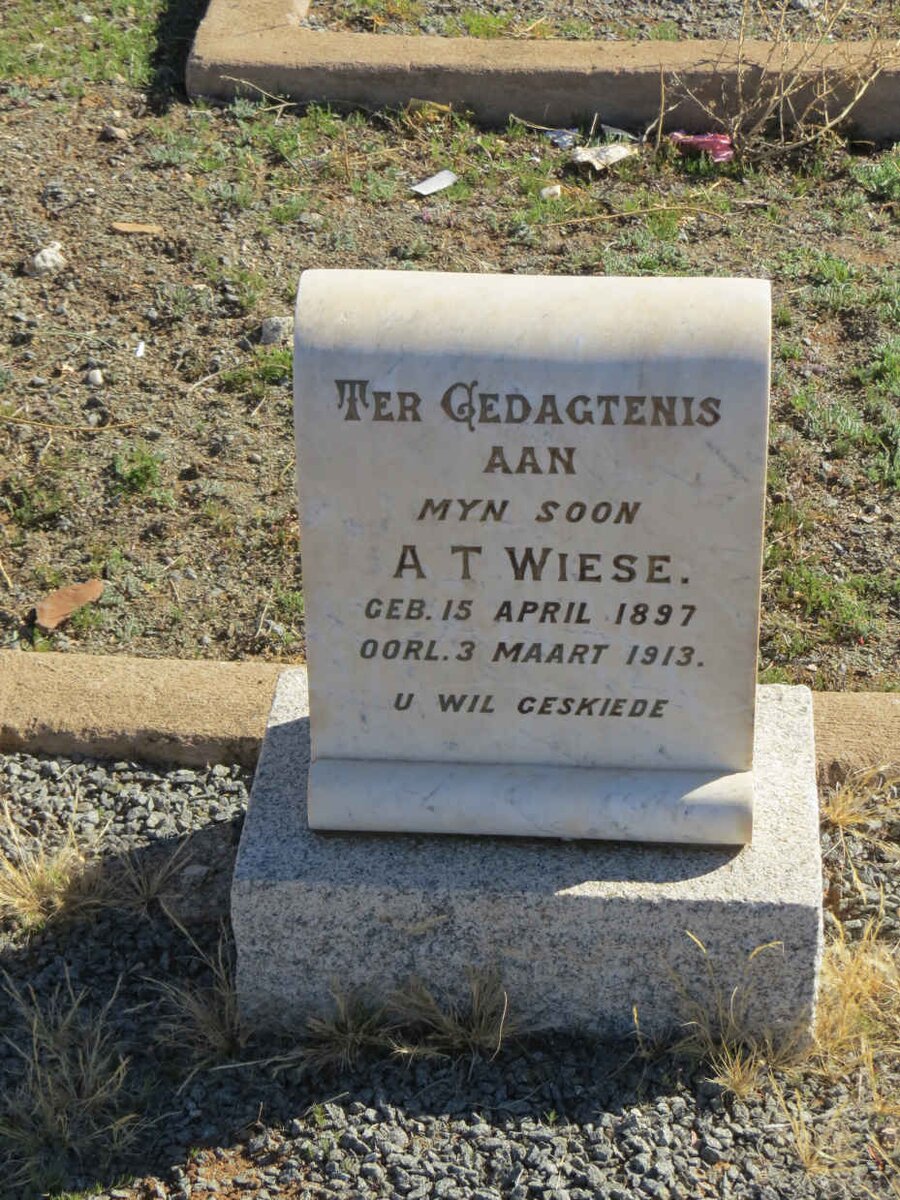 TER GEDAGTENIS
AAN
MYN SOON
A T WIESE.
GEB. 15 APRIL 1897
OORL. 3 MAART 1913.
U WIL GESKIEDE